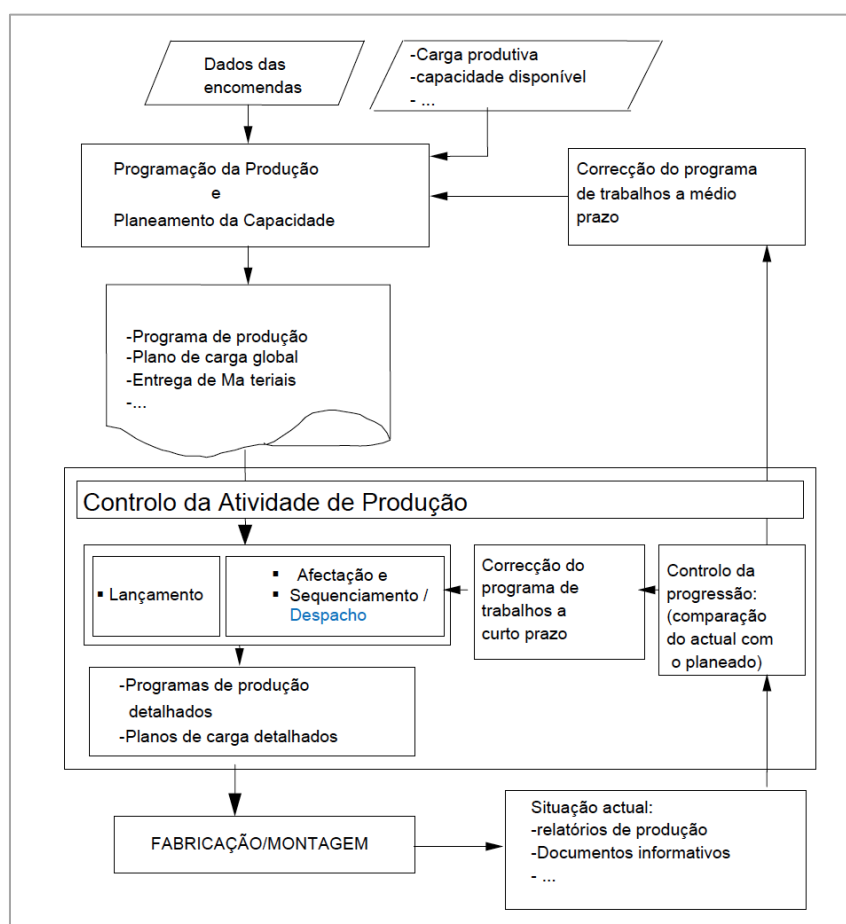 Dados das
encomendas
-Carga produtiva
-capacidade disponível
- ...
Programação da Produção
e
Planeamento da Capacidade
Correcção do programa
de trabalhos a médio
prazo
-Programa de produção
-Plano de carga global
-Entrega de Ma teriais
-...
Controlo da Atividade de Produção
▪ Lançamento
▪ Afectação e
▪ Sequenciamento /
Despacho
Correcção do
programa de
trabalhos a
curto prazo
Controlo da
progressão:
(comparação
do actual com
o planeado)
-Programas de produção
detalhados
-Planos de carga detalhados
FABRICAÇÃO/MONTAGEM
Situação actual:
-relatórios de produção
-Documentos informativos
- ...